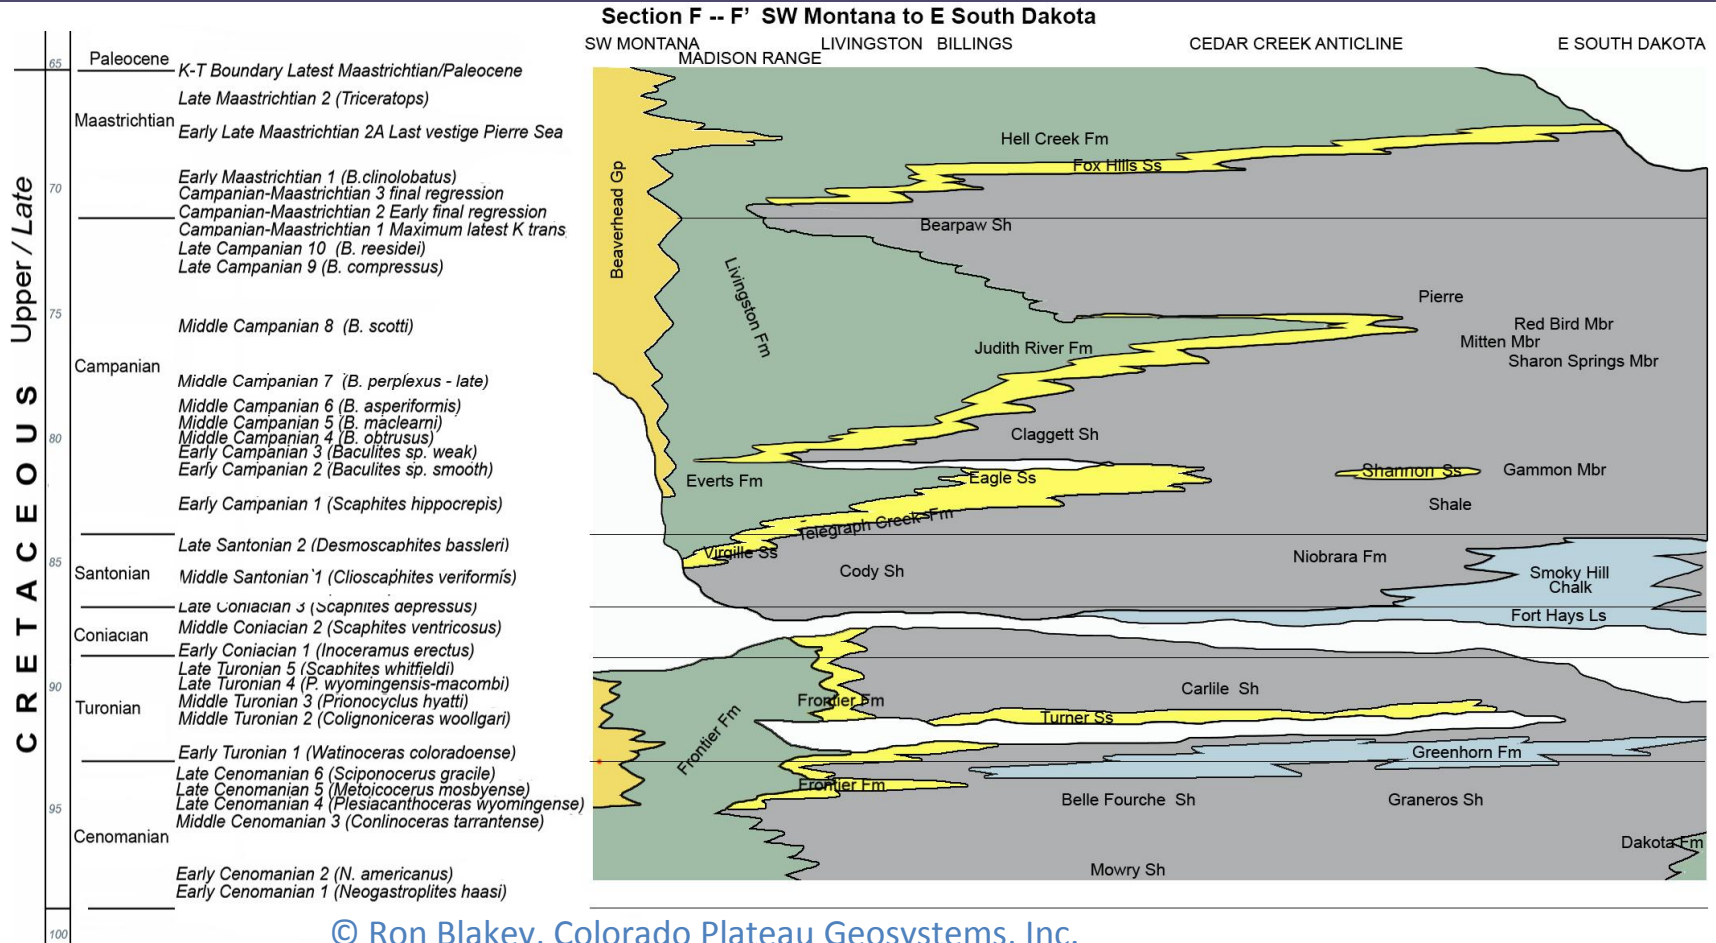 Section F -- F' SW Montana to E South Dakota
SW MONTANA
MADISON RANGE
LIVINGSTON
BILLINGS
CEDAR CREEK ANTICLINE
E SOUTH DAKOTA
CRETACEOUS Upper / Late
65
70
75
80
85
90
95
100
Paleocene
Maastrichtian
Campanian
Santonian
Coniacian
Turonian
Cenomanian
K-T Boundary Latest Maastrichtian/Paleocene
Late Maastrichtian 2 (Triceratops)
Early Late Maastrichtian 2A Last vestige Pierre Sea
Early Maastrichtian 1 (B.clinolobatus)
Campanian-Maastrichtian 3 final regression
Campanian-Maastrichtian 2 Early final regression
Campanian-Maastrichtian 1 Maximum latest K trans
Late Campanian 10 (B. reesidei)
Late Campanian 9 (B. compressus)
Middle Campanian 8 (B. scotti)
Middle Campanian 7 (B. perplexus - late)
Middle Campanian 6 (B. asperiformis)
Middle Campanian 5 (B. maclearni)
Middle Campanian 4 (B. obtrusus)
Early Campanian 3 (Baculites sp. weak)
Early Campanian 2 (Baculites sp. smooth)
Early Campanian 1 (Scaphites hippocrepis)
Late Santonian 2 (Desmoscaphites bassleri)
Middle Santonian 1 (Clioscaphites veriformis)
Late Coniacian 3 (Scaphites depressus)
Middle Coniacian 2 (Scaphites ventricosus)
Early Coniacian 1 (Inoceramus erectus)
Late Turonian 5 (Scaphites whitfieldi)
Late Turonian 4 (P. wyomingensis-macombi)
Middle Turonian 3 (Prionocyclus hyatti)
Middle Turonian 2 (Colignoniceras woollgari)
Early Turonian 1 (Watinoceras coloradoense)
Late Cenomanian 6 (Sciponocerus gracile)
Late Cenomanian 5 (Metoicocerus mosbyense)
Late Cenomanian 4 (Plesiacanthoceras wyomingense)
Middle Cenomanian 3 (Conlinoceras tarrantense)
Early Cenomanian 2 (N. americanus)
Early Cenomanian 1 (Neogastroplites haasi)
Beaverhead Gp
Hell Creek Fm
Fox Hills Ss
Bearpaw Sh
Livingston Fm
Pierre
Red Bird Mbr
Mitten Mbr
Sharon Springs Mbr
Judith River Fm
Claggett Sh
Everts Fm
Eagle Ss
Shannon Ss
Gammon Mbr
Shale
Telegraph Creek Fm
Virgille Ss
Cody Sh
Niobrara Fm
Smoky Hill
Chalk
Fort Hays Ls
Carlile Sh
Frontier Fm
Turner Ss
Frontier Fm
Greenhorn Fm
Frontier Fm
Belle Fourche Sh
Graneros Sh
Dakota Fm
Mowry Sh
© Ron Blakey, Colorado Plateau Geosystems, Inc.